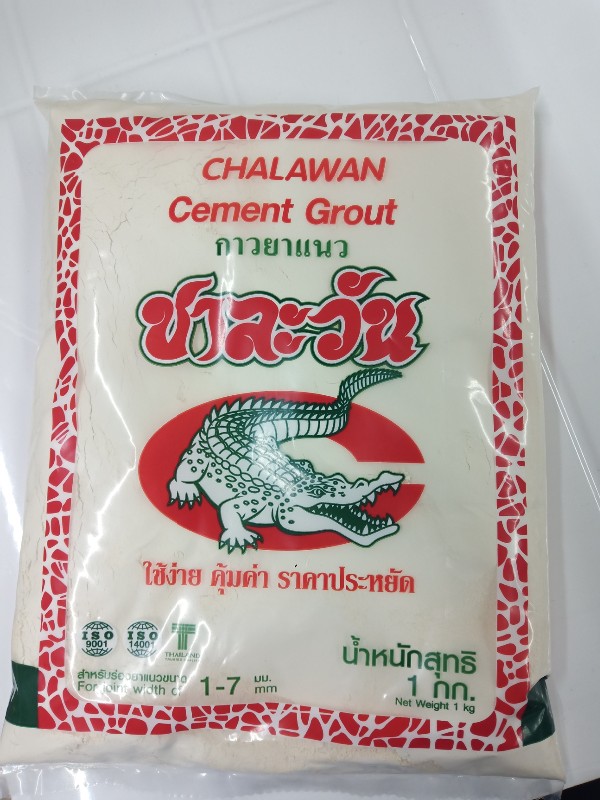 CHALAWAN
Cement Grout
กาวยาแนว
ชาละวัน
ใช้ง่าย คุ้มค่า ราคาประหยัด
ISO 9001
ISO 14001
T
THAILAND
สำหรับร่องยาแนวขนาด 1-7 มม.
For joint width of 1-7 mm
น้ำหนักสุทธิ
1 กก.
Net Weight 1 kg